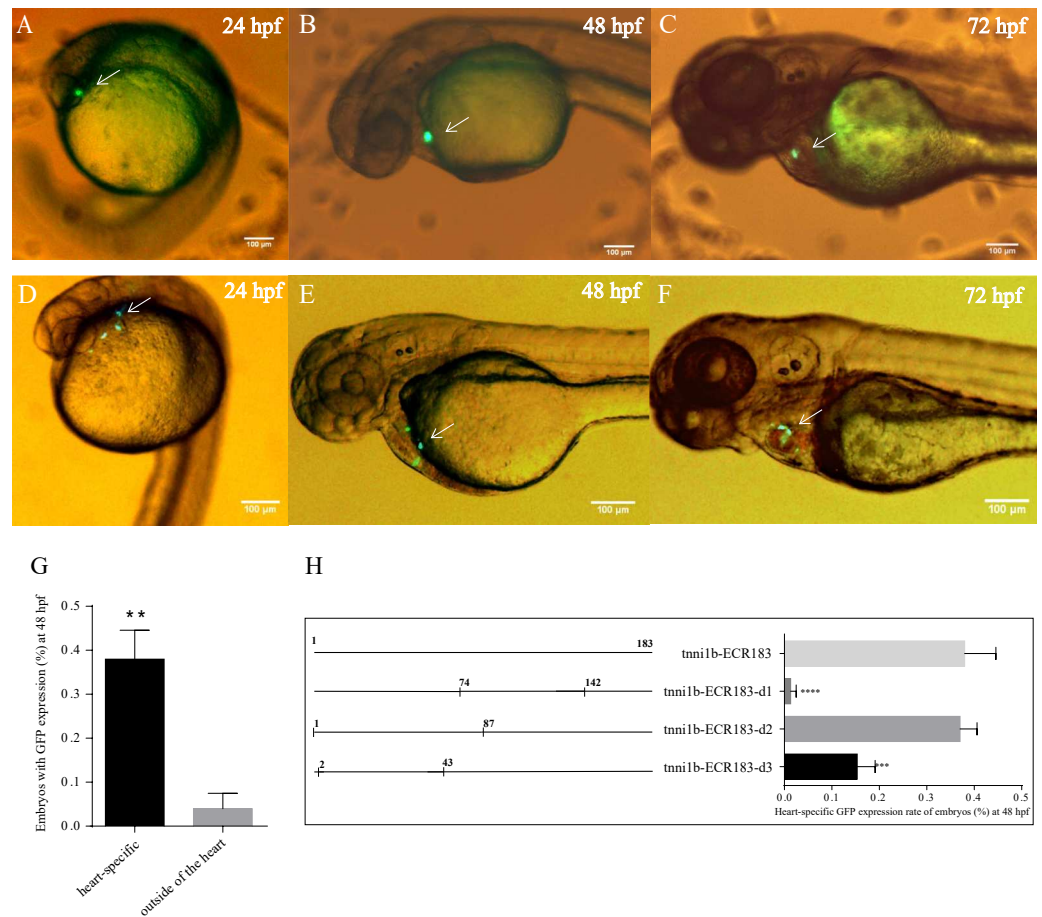 A
24 hpf
100 μm
B
48 hpf
100 μm
C
72 hpf
100 μm
D
24 hpf
100 μm
E
48 hpf
100 μm
F
72 hpf
100 μm
G
Embryos with GFP expression (%) at 48 hpf
0.5
0.4
0.3
0.2
0.1
0.0
**
heart-specific
outside of the heart
H
1
183
tnni1b-ECR183
74
142
tnni1b-ECR183-d1
****
1
87
tnni1b-ECR183-d2
2
43
tnni1b-ECR183-d3
***
0.0 0.1 0.2 0.3 0.4 0.5
Heart-specific GFP expression rate of embryos (%) at 48 hpf